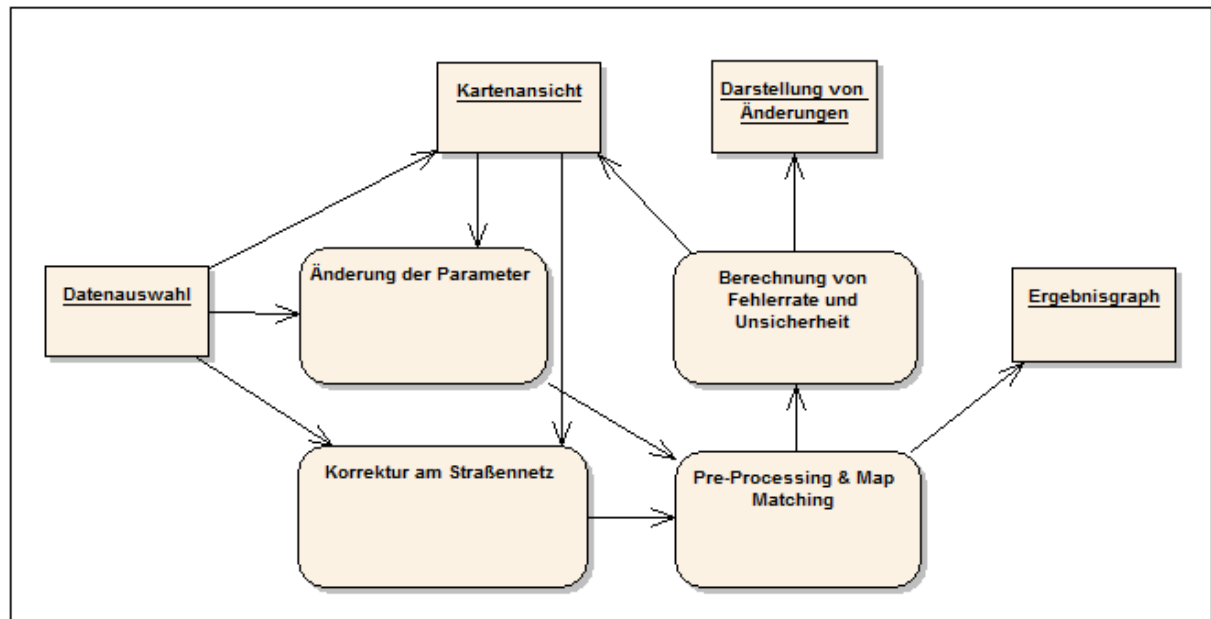 Kartenansicht
Darstellung von
Änderungen
Datenauswahl
Änderung der Parameter
Berechnung von
Fehlerrate und
Unsicherheit
Ergebnisgraph
Korrektur am Straßennetz
Pre-Processing & Map
Matching